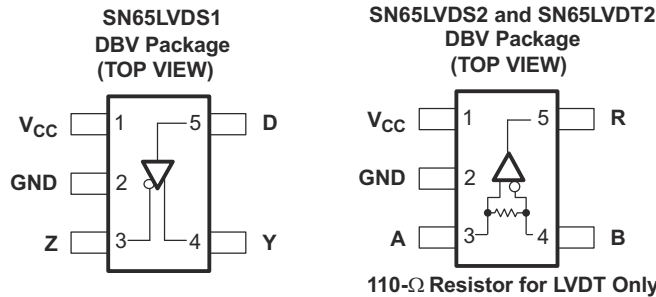 SN65LVDS1
DBV Package
(TOP VIEW)
VCC 1 5 D
GND 2
Z 3 4 Y
SN65LVDS2 and SN65LVDT2
DBV Package
(TOP VIEW)
VCC 1 5 R
GND 2
A 3 4 B
110-Ω Resistor for LVDT Only